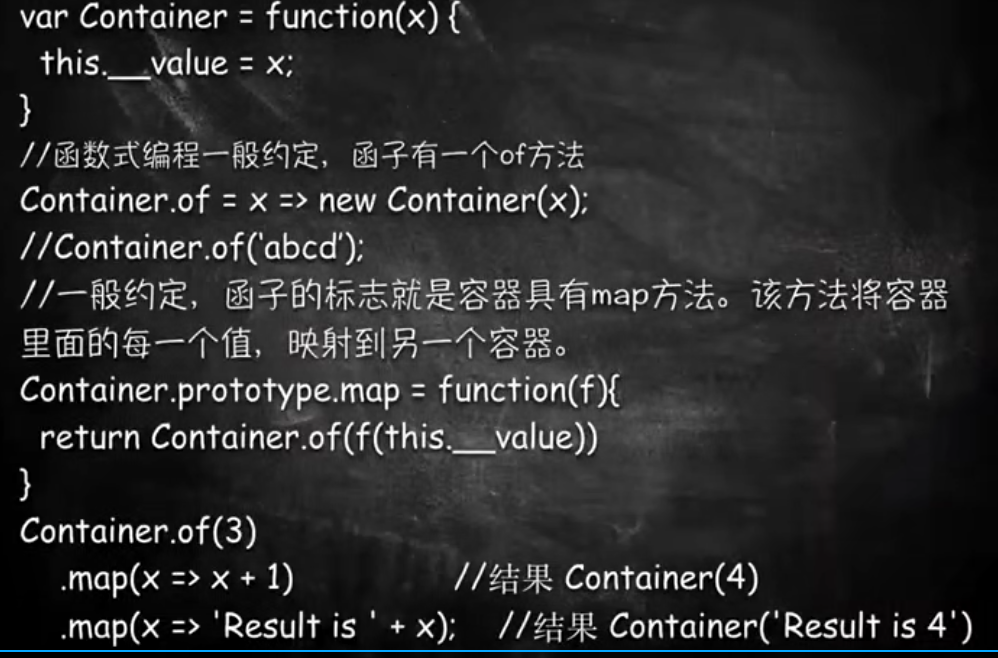 var Container = function(x) {
this.__value = x;
}
//函数式编程一般约定，函子有一个of方法
Container.of = x => new Container(x);
//Container.of('abcd');
//一般约定，函子的标志就是容器具有map方法。该方法将容器
里面的每一个值，映射到另一个容器。
Container.prototype.map = function(f){
return Container.of(f(this.__value))
}
Container.of(3)
.map(x => x + 1) //结果 Container(4)
.map(x => 'Result is ' + x); //结果 Container('Result is 4')